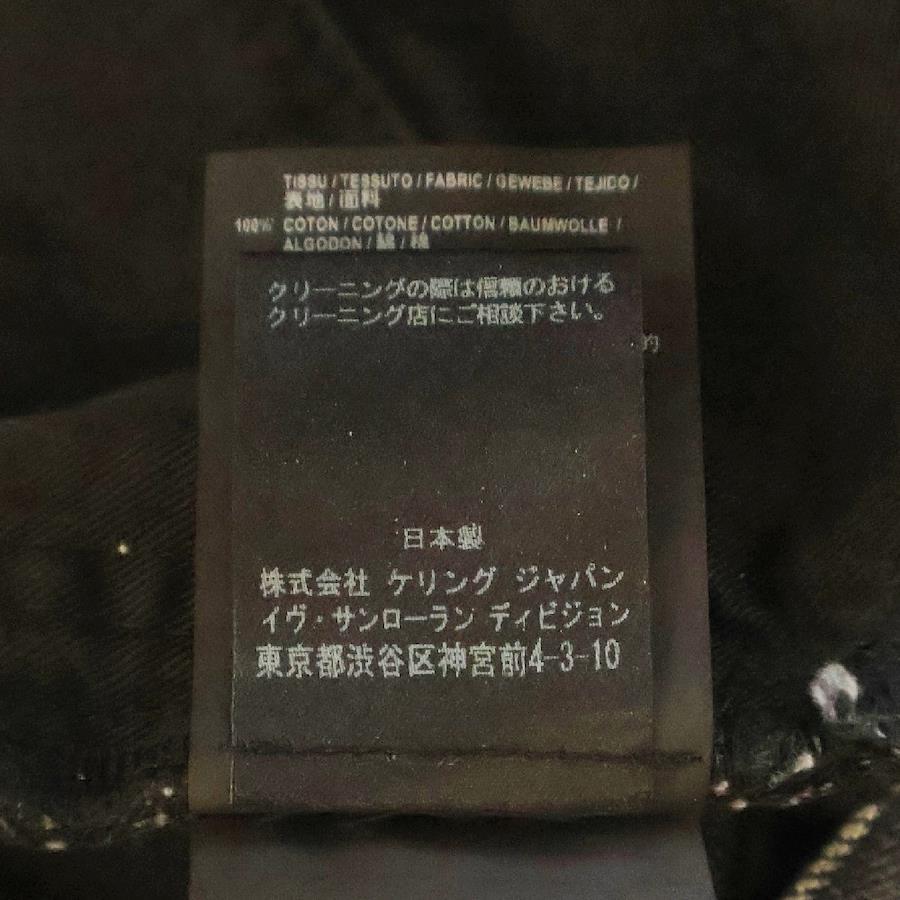 TISSU / TESSUTO / FABRIC / GEWEBE / TEJIDO /
表地 / 面料
100% COTON / COTONE / COTTON / BAUMWOLLE /
ALGODON / 綿 / 棉
クリーニングの際は信頼のおける
クリーニング店にご相談下さい。
的
日本製
株式会社 ケリング ジャパン
イヴ・サンローラン ディビジョン
東京都渋谷区神宮前4-3-10